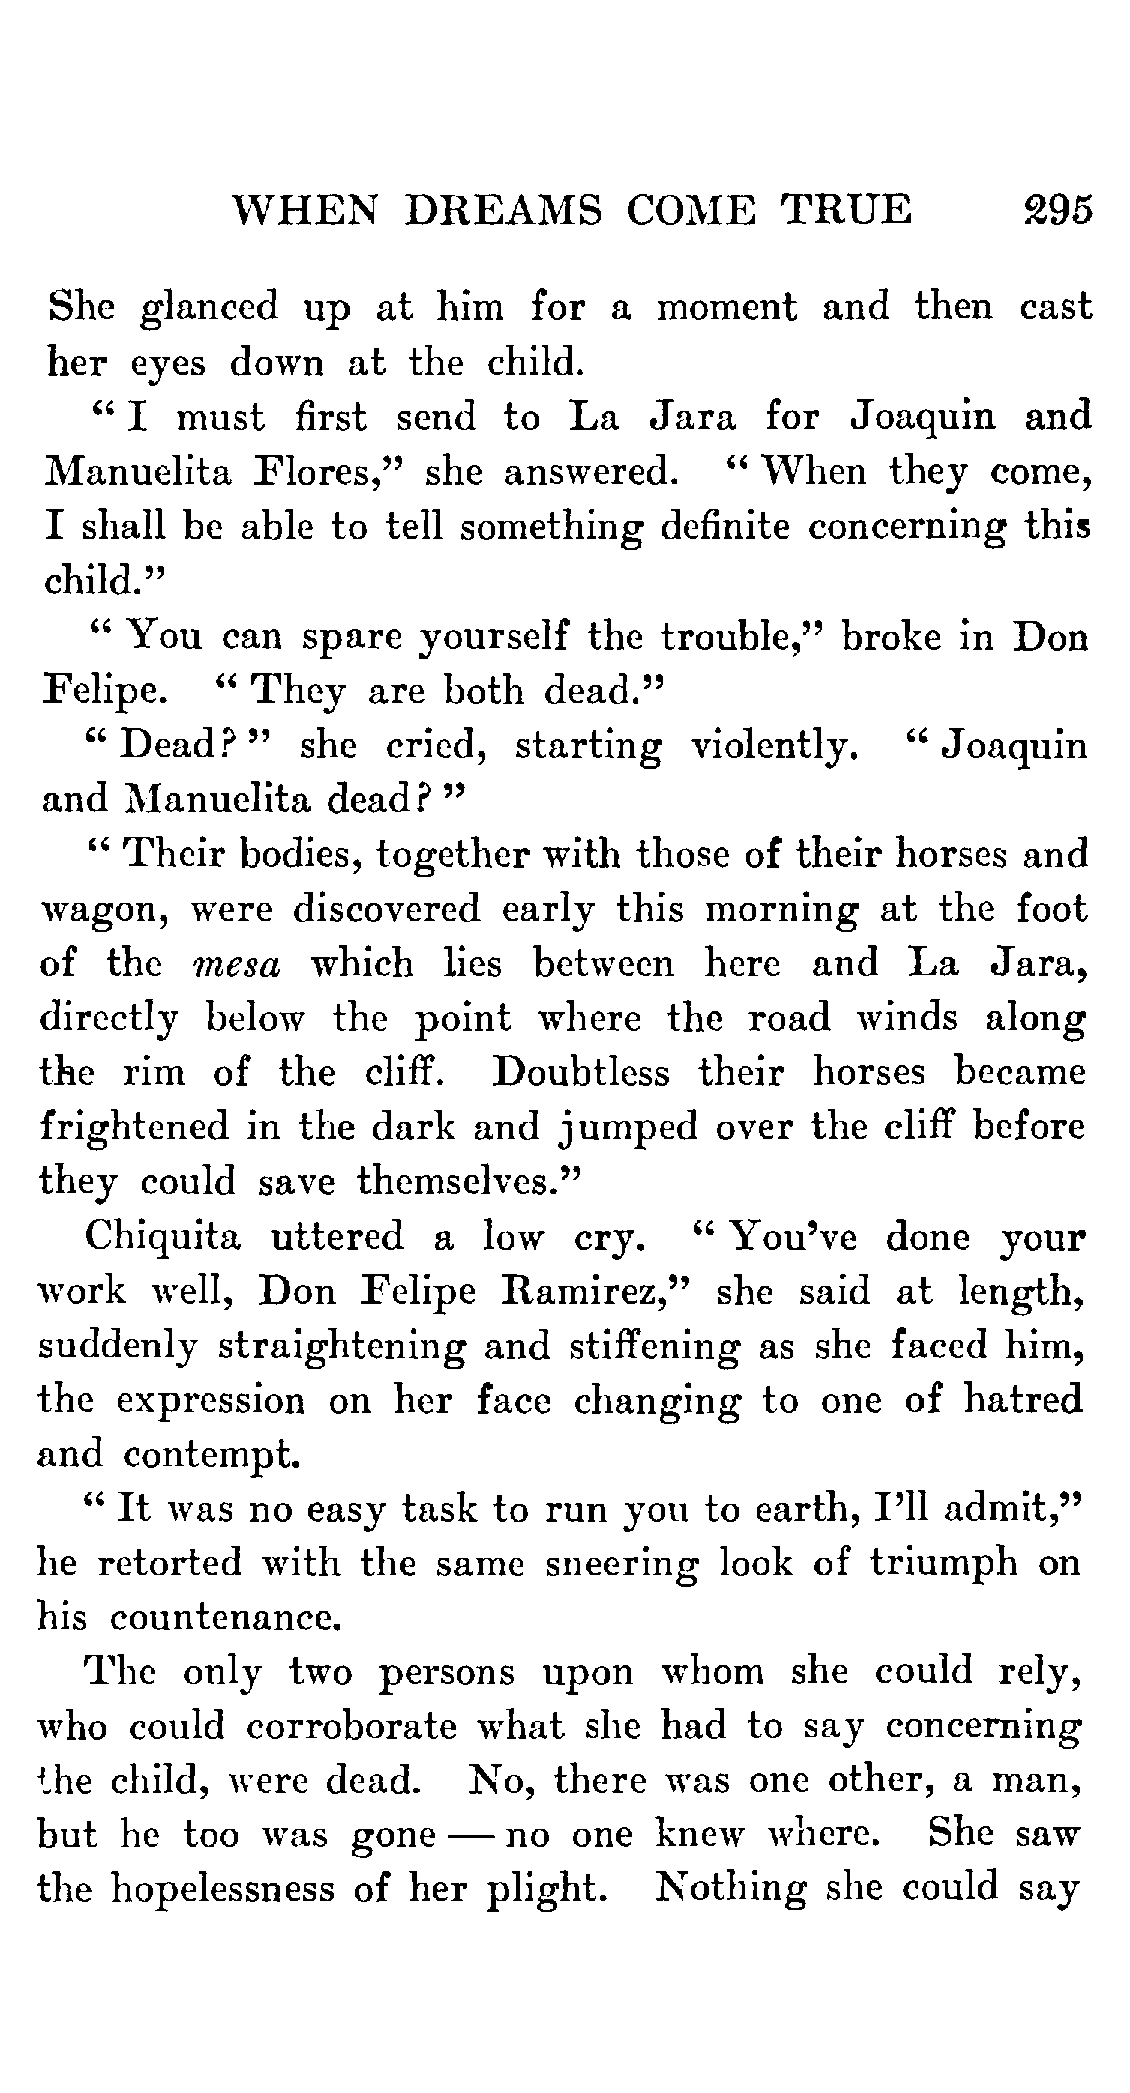 WHEN DREAMS COME TRUE 295
She glanced up at him for a moment and then cast
her eyes down at the child.
“ I must first send to La Jara for Joaquin and
Manuelita Flores,” she answered. “ When they come,
I shall be able to tell something definite concerning this
child.”
“ You can spare yourself the trouble,” broke in Don
Felipe. “ They are both dead.”
“ Dead? ” she cried, starting violently. “ Joaquin
and Manuelita dead? ”
“ Their bodies, together with those of their horses and
wagon, were discovered early this morning at the foot
of the mesa which lies between here and La Jara,
directly below the point where the road winds along
the rim of the cliff. Doubtless their horses became
frightened in the dark and jumped over the cliff before
they could save themselves.”
Chiquita uttered a low cry. “ You’ve done your
work well, Don Felipe Ramirez,” she said at length,
suddenly straightening and stiffening as she faced him,
the expression on her face changing to one of hatred
and contempt.
“ It was no easy task to run you to earth, I’ll admit,”
he retorted with the same sneering look of triumph on
his countenance.
The only two persons upon whom she could rely,
who could corroborate what she had to say concerning
the child, were dead. No, there was one other, a man,
but he too was gone — no one knew where. She saw
the hopelessness of her plight. Nothing she could say